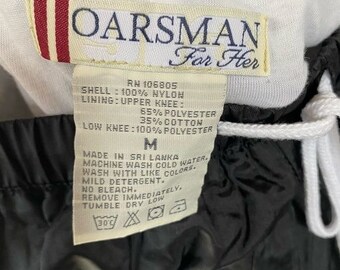 OARSMAN
For Her
RN 106805
SHELL: 100% NYLON
LINING: UPPER KNEE:
65% POLYESTER
35% COTTON
LOW KNEE: 100% POLYESTER
M
MADE IN SRI LANKA
MACHINE WASH COLD WATER.
WASH WITH LIKE COLORS.
MILD DETERGENT.
NO BLEACH.
REMOVE IMMEDIATELY.
TUMBLE DRY LOW
30C